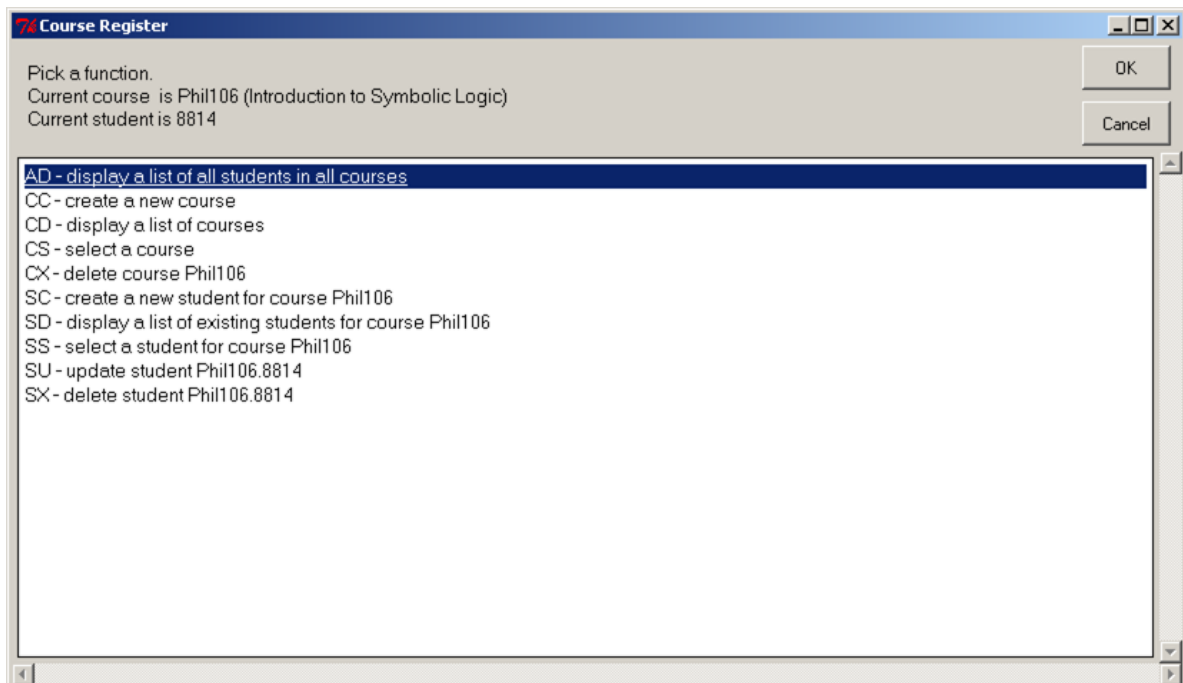 Course Register
Pick a function.
Current course  is Phil106 (Introduction to Symbolic Logic)
Current student is 8814
OK
Cancel
AD - display a list of all students in all courses
CC - create a new course
CD - display a list of courses
CS - select a course
CX - delete course Phil106
SC - create a new student for course Phil106
SD - display a list of existing students for course Phil106
SS - select a student for course Phil106
SU - update student Phil106.8814
SX - delete student Phil106.8814